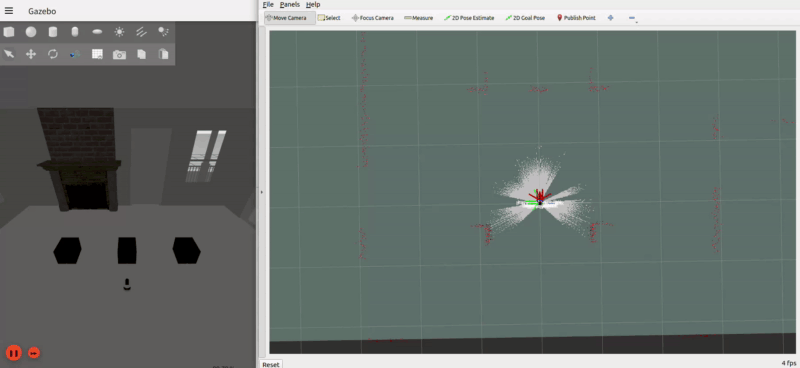 Gazebo
File Panels Help
Move Camera Select Focus Camera Measure 2D Pose Estimate 2D Goal Pose Publish Point
Reset
4 fps